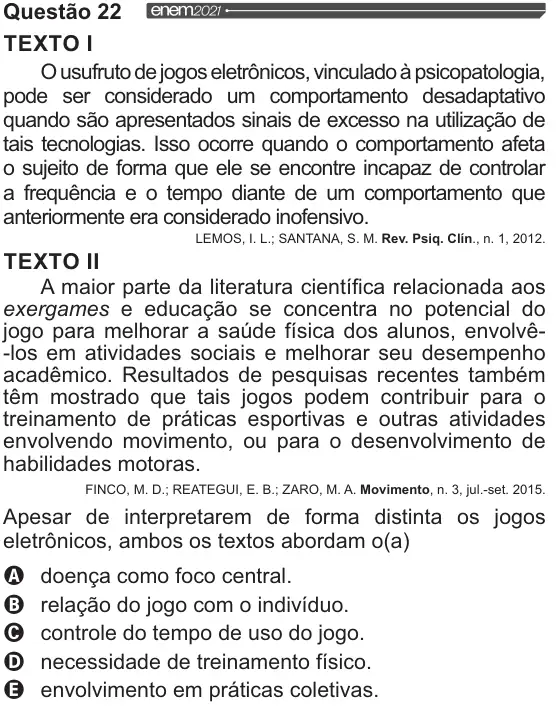 Questão 22 enem2021
TEXTO I
O usufruto de jogos eletrônicos, vinculado à psicopatologia,
pode ser considerado um comportamento desadaptativo
quando são apresentados sinais de excesso na utilização de
tais tecnologias. Isso ocorre quando o comportamento afeta
o sujeito de forma que ele se encontre incapaz de controlar
a frequência e o tempo diante de um comportamento que
anteriormente era considerado inofensivo.
LEMOS, I. L.; SANTANA, S. M. Rev. Psiq. Clín., n. 1, 2012.
TEXTO II
A maior parte da literatura científica relacionada aos
exergames e educação se concentra no potencial do
jogo para melhorar a saúde física dos alunos, envolvê-
-los em atividades sociais e melhorar seu desempenho
acadêmico. Resultados de pesquisas recentes também
têm mostrado que tais jogos podem contribuir para o
treinamento de práticas esportivas e outras atividades
envolvendo movimento, ou para o desenvolvimento de
habilidades motoras.
FINCO, M. D.; REATEGUI, E. B.; ZARO, M. A. Movimento, n. 3, jul.-set. 2015.
Apesar de interpretarem de forma distinta os jogos
eletrônicos, ambos os textos abordam o(a)
A doença como foco central.
B relação do jogo com o indivíduo.
C controle do tempo de uso do jogo.
D necessidade de treinamento físico.
E envolvimento em práticas coletivas.